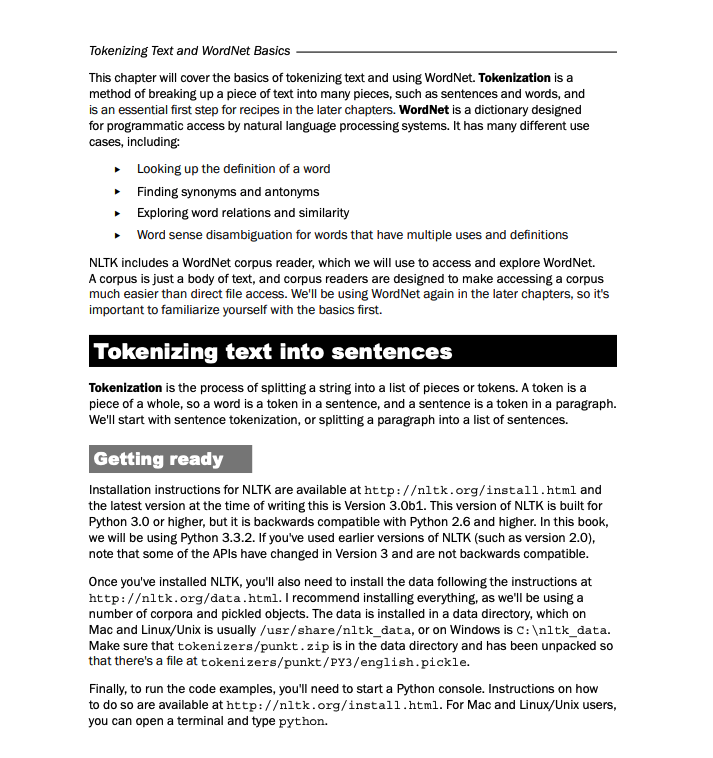 Tokenizing Text and WordNet Basics
This chapter will cover the basics of tokenizing text and using WordNet. Tokenization is a
method of breaking up a piece of text into many pieces, such as sentences and words, and
is an essential first step for recipes in the later chapters. WordNet is a dictionary designed
for programmatic access by natural language processing systems. It has many different use
cases, including:
▸ Looking up the definition of a word
▸ Finding synonyms and antonyms
▸ Exploring word relations and similarity
▸ Word sense disambiguation for words that have multiple uses and definitions
NLTK includes a WordNet corpus reader, which we will use to access and explore WordNet.
A corpus is just a body of text, and corpus readers are designed to make accessing a corpus
much easier than direct file access. We'll be using WordNet again in the later chapters, so it's
important to familiarize yourself with the basics first.
Tokenizing text into sentences
Tokenization is the process of splitting a string into a list of pieces or tokens. A token is a
piece of a whole, so a word is a token in a sentence, and a sentence is a token in a paragraph.
We'll start with sentence tokenization, or splitting a paragraph into a list of sentences.
Getting ready
Installation instructions for NLTK are available at http://nltk.org/install.html and
the latest version at the time of writing this is Version 3.0b1. This version of NLTK is built for
Python 3.0 or higher, but it is backwards compatible with Python 2.6 and higher. In this book,
we will be using Python 3.3.2. If you've used earlier versions of NLTK (such as version 2.0),
note that some of the APIs have changed in Version 3 and are not backwards compatible.
Once you've installed NLTK, you'll also need to install the data following the instructions at
http://nltk.org/data.html. I recommend installing everything, as we'll be using a
number of corpora and pickled objects. The data is installed in a data directory, which on
Mac and Linux/Unix is usually /usr/share/nltk_data, or on Windows is C:\nltk_data.
Make sure that tokenizers/punkt.zip is in the data directory and has been unpacked so
that there's a file at tokenizers/punkt/PY3/english.pickle.
Finally, to run the code examples, you'll need to start a Python console. Instructions on how
to do so are available at http://nltk.org/install.html. For Mac and Linux/Unix users,
you can open a terminal and type python.